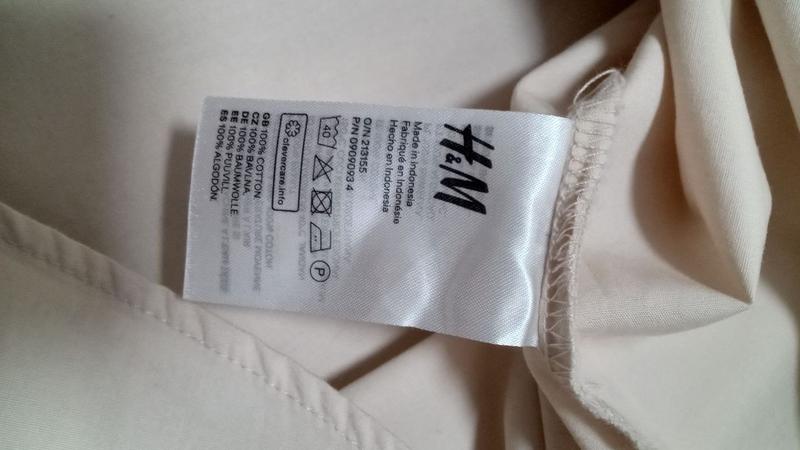 H&M
Made in Indonesia
Fabriqué en Indonésie
Hecho en Indonesia
O/N 213155
P/N 0909093 4
40
P
clevercare.info
GB 100% COTTON.
CZ 100% BAVLNA.
DE 100% BAUMWOLLE.
EE 100% PUUVILL.
ES 100% ALGODÓN.